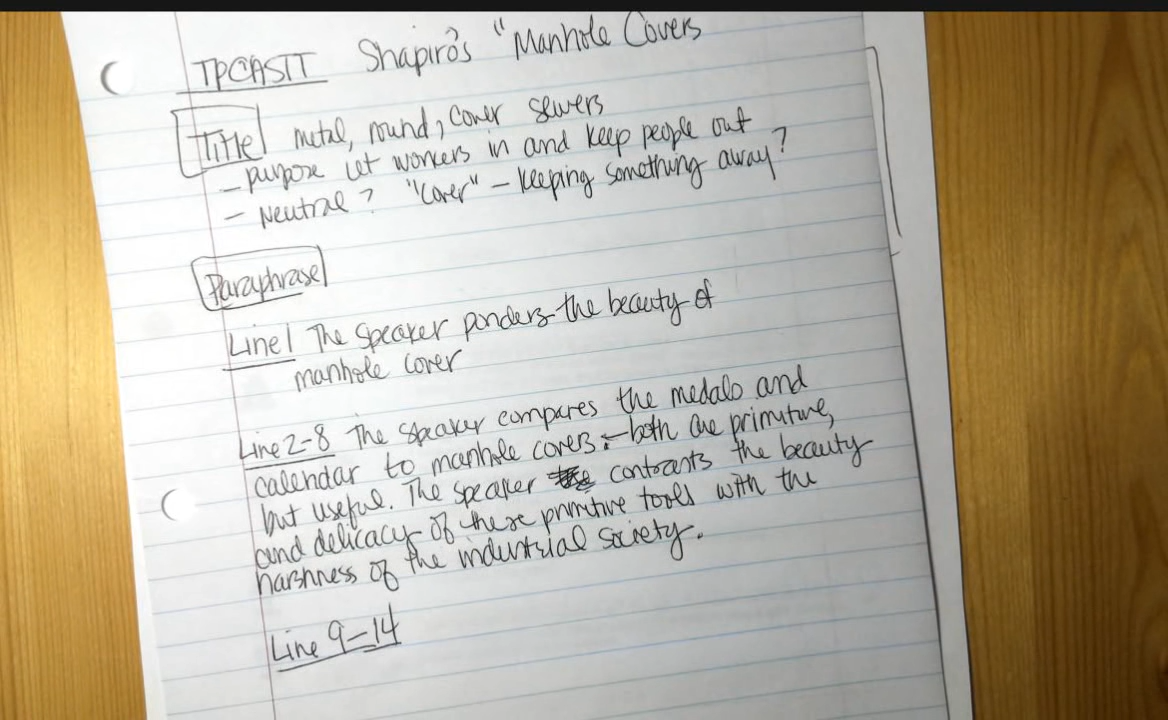 TPCASTT Shapiro's "Manhole Covers
Title metal, round, cover sewers
- purpose let workers in and keep people out
- Neutral? "Cover" - keeping something away?
Paraphrase
Line 1 The speaker ponders the beauty of
manhole cover
Line 2-8 The speaker compares the medals and
calendar to manhole covers: - both are primitive,
but useful. The speaker contrasts the beauty
and delicacy of these primitive tools with the
harshness of the industrial society.
Line 9-14